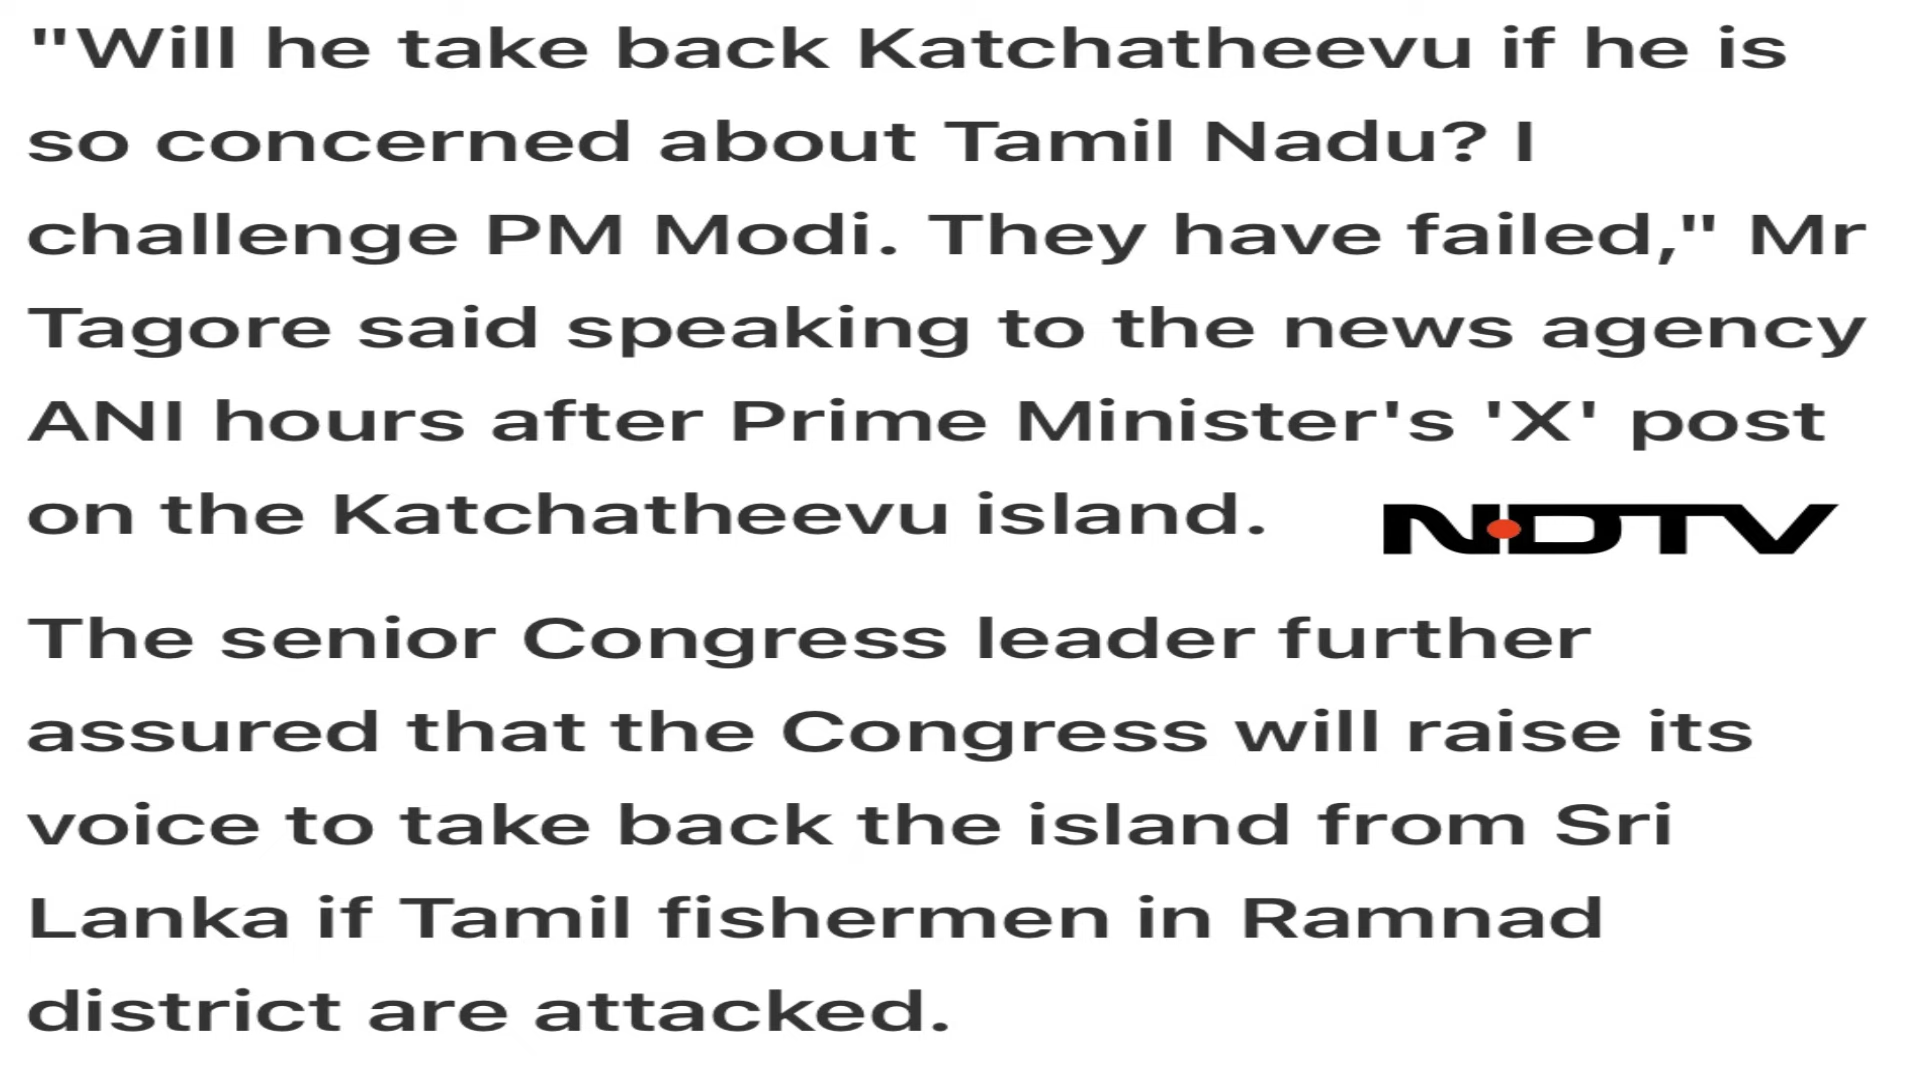 "Will he take back Katchatheevu if he is
so concerned about Tamil Nadu? I
challenge PM Modi. They have failed," Mr
Tagore said speaking to the news agency
ANI hours after Prime Minister's 'X' post
on the Katchatheevu island.
NDTV
The senior Congress leader further
assured that the Congress will raise its
voice to take back the island from Sri
Lanka if Tamil fishermen in Ramnad
district are attacked.